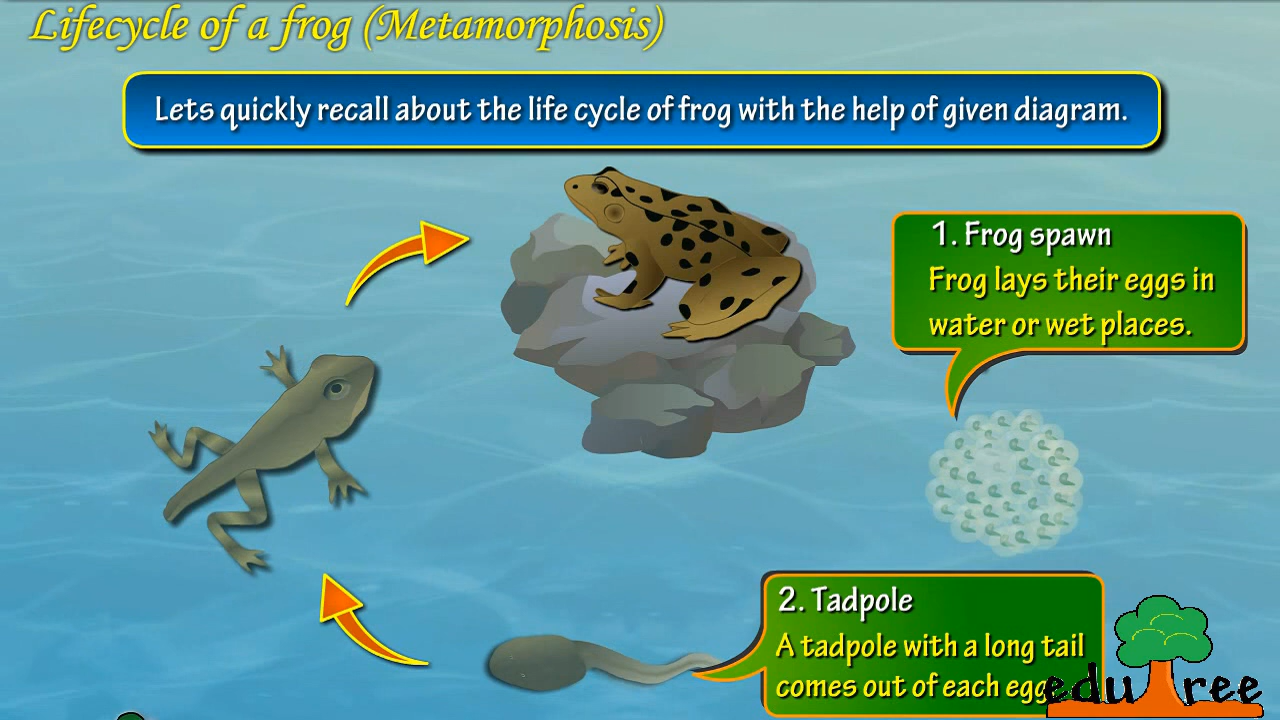 Lifecycle of a frog (Metamorphosis)
Lets quickly recall about the life cycle of frog with the help of given diagram.
1. Frog spawn
Frog lays their eggs in
water or wet places.
2. Tadpole
A tadpole with a long tail
comes out of each egg
edu Tree